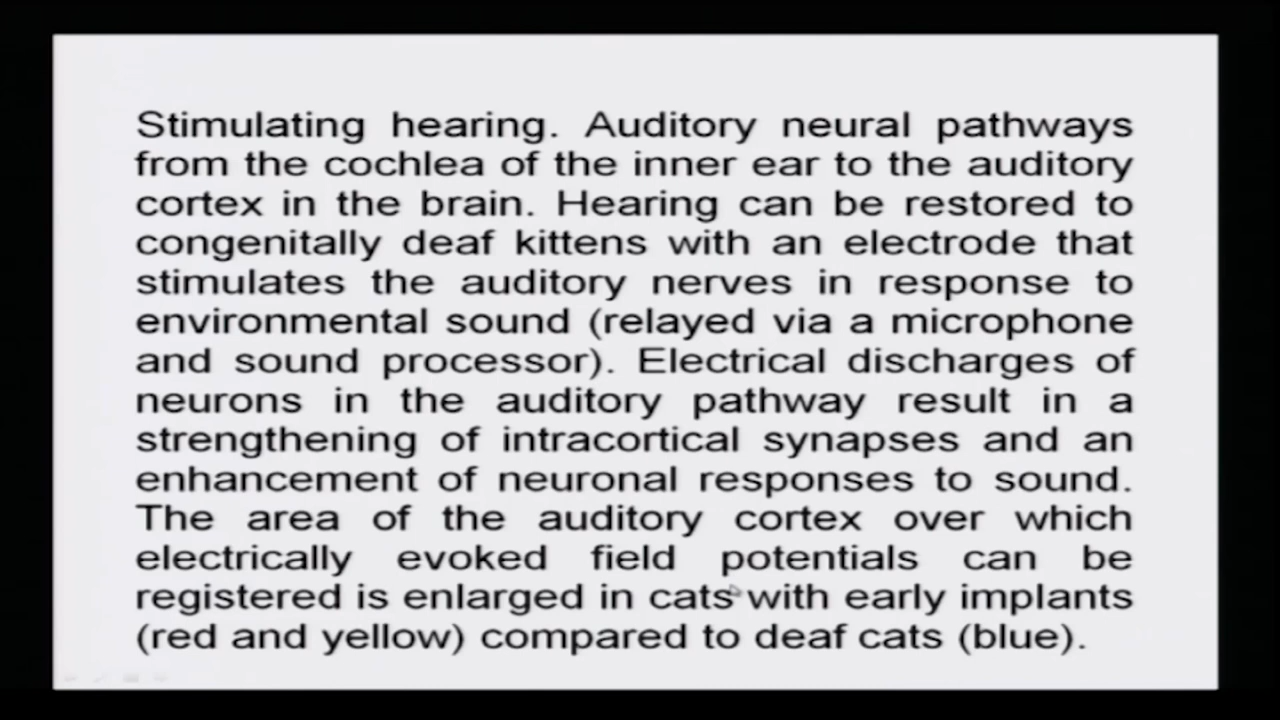 Stimulating hearing. Auditory neural pathways
from the cochlea of the inner ear to the auditory
cortex in the brain. Hearing can be restored to
congenitally deaf kittens with an electrode that
stimulates the auditory nerves in response to
environmental sound (relayed via a microphone
and sound processor). Electrical discharges of
neurons in the auditory pathway result in a
strengthening of intracortical synapses and an
enhancement of neuronal responses to sound.
The area of the auditory cortex over which
electrically evoked field potentials can be
registered is enlarged in cats with early implants
(red and yellow) compared to deaf cats (blue).